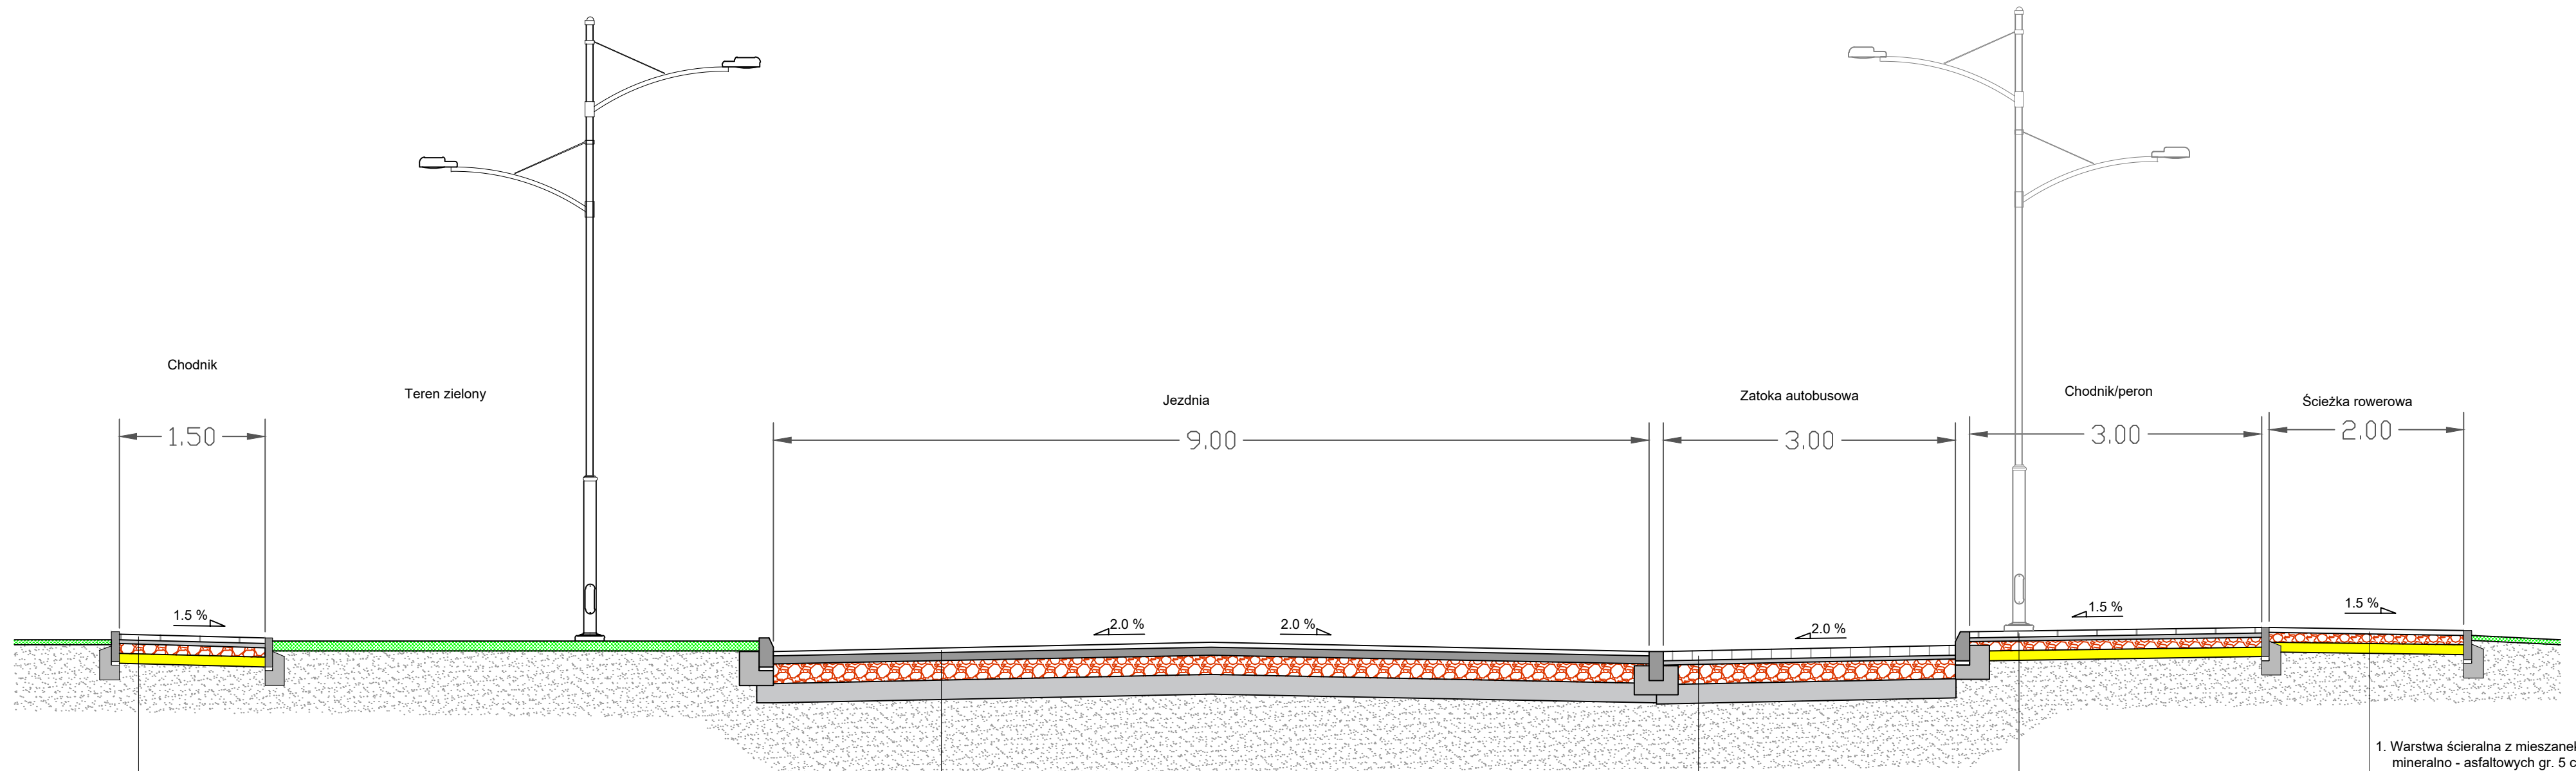 Chodnik
Teren zielony
Jezdnia
Zatoka autobusowa
Chodnik/peron
Ścieżka rowerowa
1.50
9.00
3.00
3.00
2.00
1.5 %
2.0 %
2.0 %
2.0 %
1.5 %
1.5 %
1. Warstwa ścieralna z mieszanek
mineralno - asfaltowych gr. 5 c